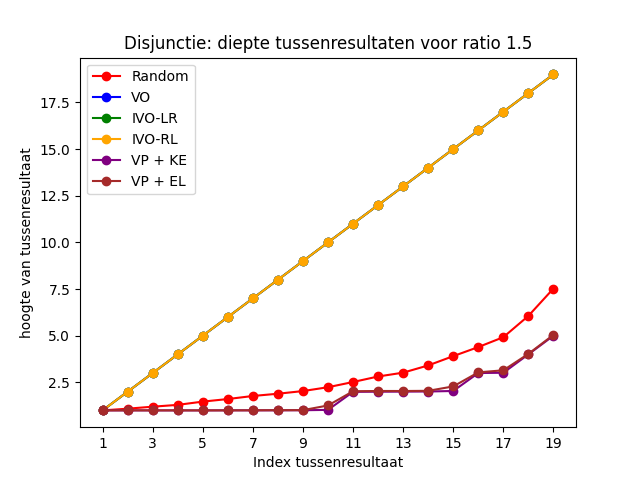 Disjunctie: diepte tussenresultaten voor ratio 1.5
Random
VO
IVO-LR
IVO-RL
VP + KE
VP + EL
hoogte van tussenresultaat
17.5
15.0
12.5
10.0
7.5
5.0
2.5
1 3 5 7 9 11 13 15 17 19
Index tussenresultaat